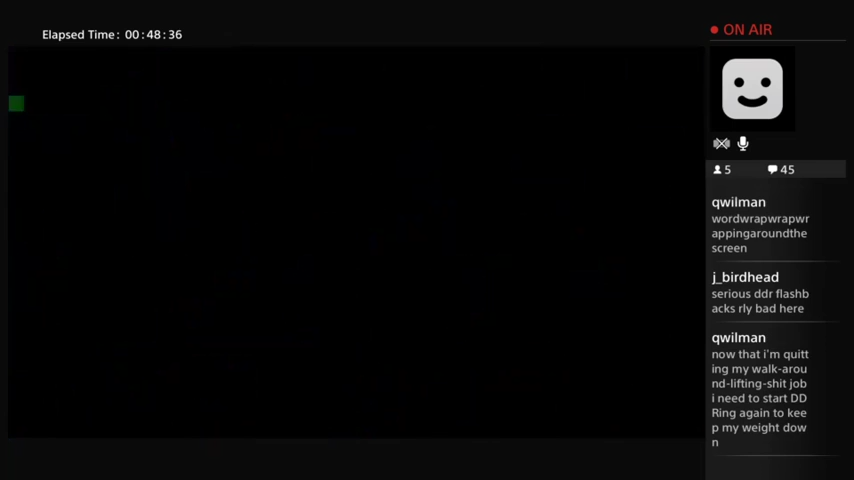 Elapsed Time: 00:48:36
ON AIR
5 45
qwilman
wordwrapwrapwr
appingaroundthe
screen
j_birdhead
serious ddr flashb
acks rly bad here
qwilman
now that i'm quitt
ing my walk-arou
nd-lifting-shit job
i need to start DD
Ring again to kee
p my weight dow
n